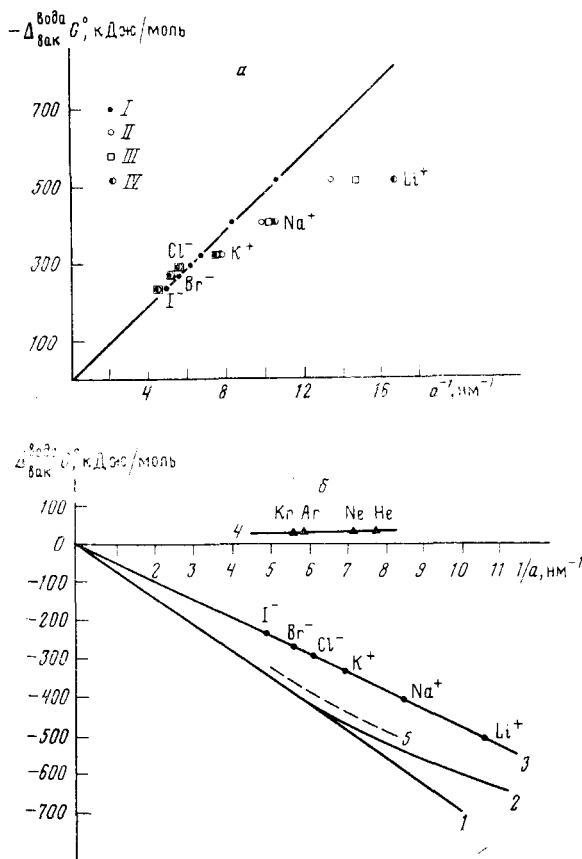 −Δ вода вак G°, кДж/моль
а
700
500
300
100
I
II
III
IV
Li⁺
Na⁺
Cl⁻
K⁺
Br⁻
I⁻
4 8 12 16 a⁻¹, нм⁻¹
Δ вода вак G°, кДж/моль
б
100
0
−100
−200
−300
−400
−500
−600
−700
4
Kr Ar Ne He
1 2 3 4 5 6 7 8 9 10 11 1/a, нм⁻¹
I⁻
Br⁻
Cl⁻
K⁺
Na⁺
Li⁺
5
3
2
1